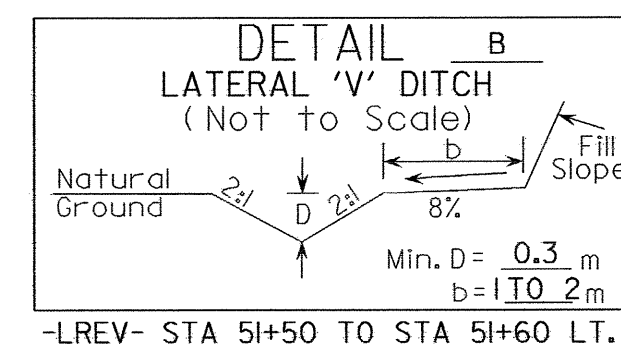 DETAIL B
LATERAL 'V' DITCH
(Not to Scale)
b
Fill
Slope
Natural
Ground
2:1
D
2:1
8%
Min. D = 0.3 m
b = 1 TO 2 m
-LREV- STA 51+50 TO STA 51+60 LT.